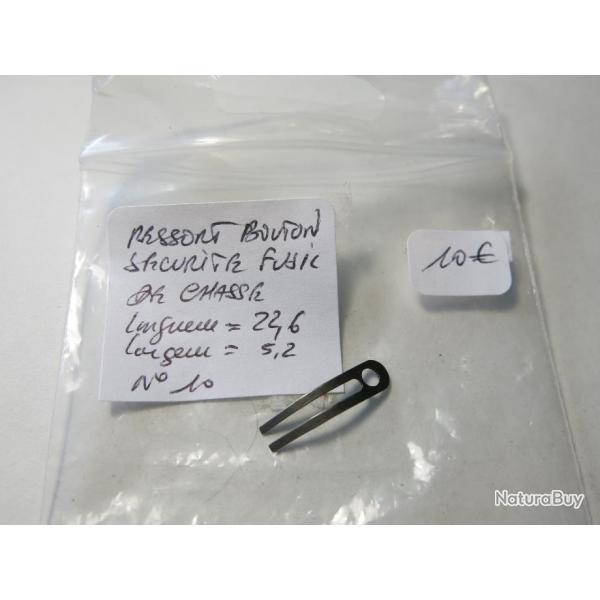 RESSORT BOUTON
SECURITE FUSIL
DE CHASSE
longueur = 22,6
largeur = 5,2
N° 10
10€
NaturaBuy